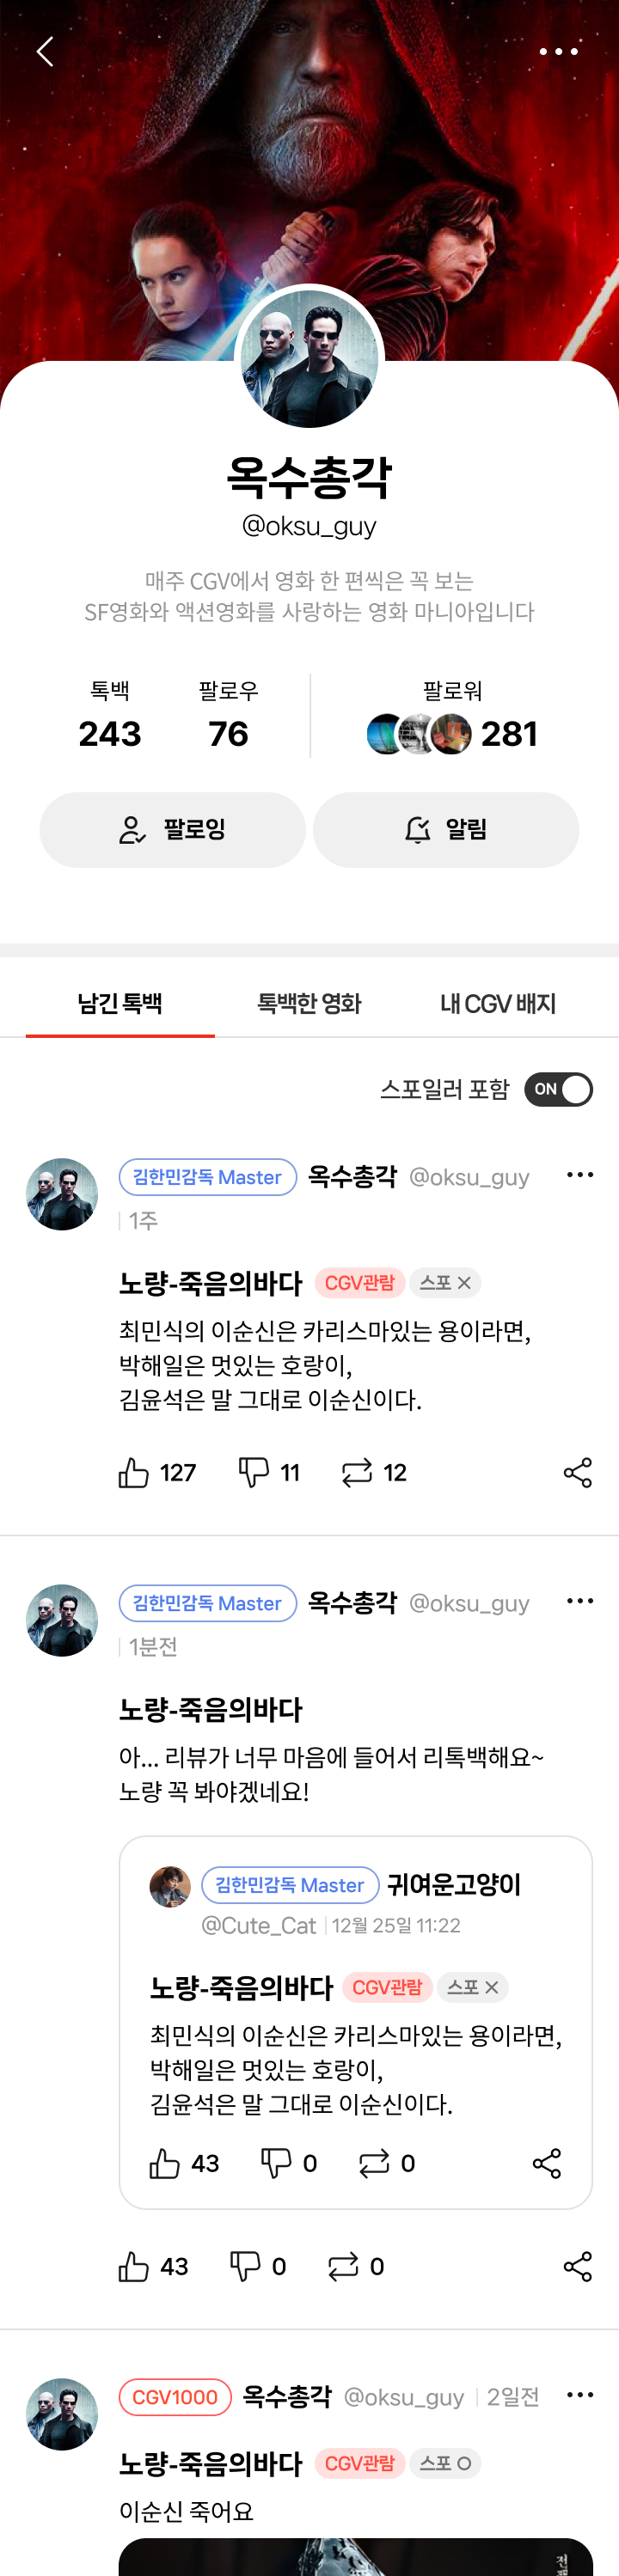 옥수총각
@oksu_guy
매주 CGV에서 영화 한 편씩은 꼭 보는
SF영화와 액션영화를 사랑하는 영화 마니아입니다
톡백 팔로우 팔로워
243 76 281
팔로잉 알림
남긴 톡백 톡백한 영화 내 CGV 배지
스포일러 포함 ON
김한민감독 Master 옥수총각 @oksu_guy
1주
노량-죽음의바다 CGV관람 스포 ×
최민식의 이순신은 카리스마있는 용이라면,
박해일은 멋있는 호랑이,
김윤석은 말 그대로 이순신이다.
127 11 12
김한민감독 Master 옥수총각 @oksu_guy
1분전
노량-죽음의바다
아... 리뷰가 너무 마음에 들어서 리톡백해요~
노량 꼭 봐야겠네요!
김한민감독 Master 귀여운고양이
@Cute_Cat 12월 25일 11:22
노량-죽음의바다 CGV관람 스포 ×
최민식의 이순신은 카리스마있는 용이라면,
박해일은 멋있는 호랑이,
김윤석은 말 그대로 이순신이다.
43 0 0
43 0 0
CGV1000 옥수총각 @oksu_guy 2일전
노량-죽음의바다 CGV관람 스포 O
이순신 죽어요